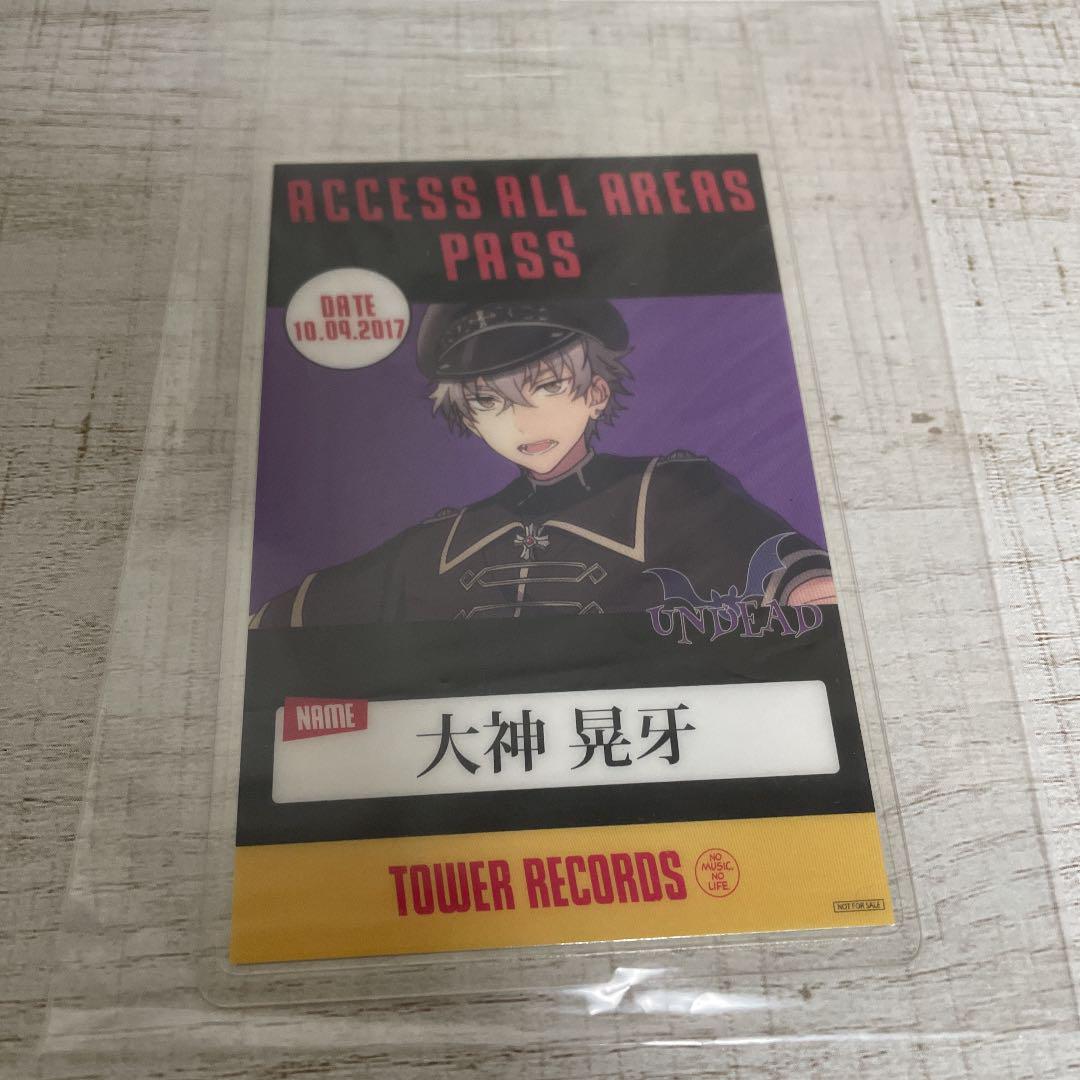 ACCESS ALL AREAS
PASS
DATE
10.09.2017
UNDEAD
NAME
大神 晃牙
TOWER RECORDS
NO
MUSIC,
NO
LIFE.
NOT FOR SALE